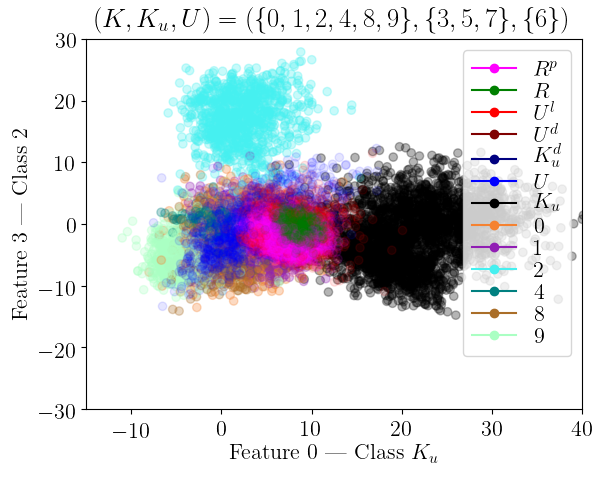 (K, K_u, U) = ({0, 1, 2, 4, 8, 9}, {3, 5, 7}, {6})
30
20
10
0
−10
−20
−30
Feature 3 — Class 2
R^p
R
U^l
U^d
K_u^d
U
K_u
0
1
2
4
8
9
−10
0
10
20
30
40
Feature 0 — Class K_u